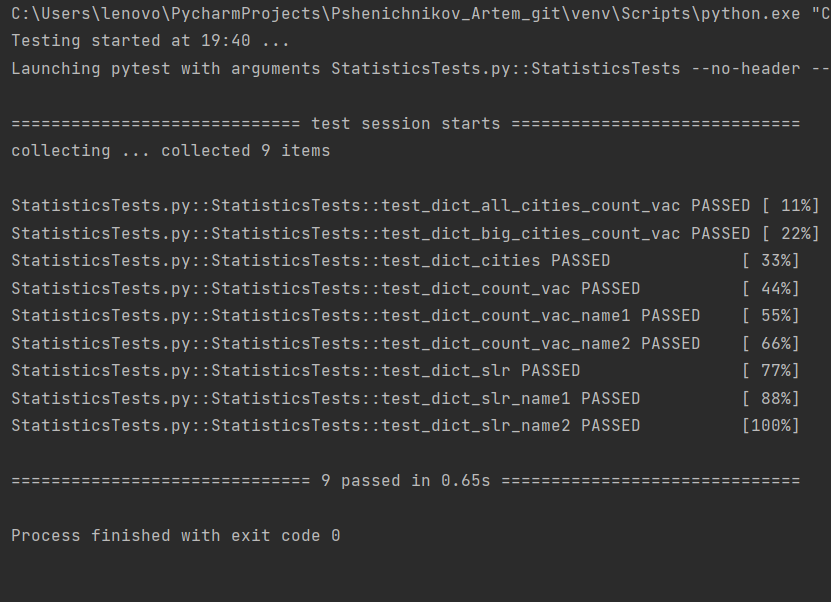 C:\Users\lenovo\PycharmProjects\Pshenichnikov_Artem_git\venv\Scripts\python.exe "C
Testing started at 19:40 ...
Launching pytest with arguments StatisticsTests.py::StatisticsTests --no-header --

============================= test session starts =============================
collecting ... collected 9 items

StatisticsTests.py::StatisticsTests::test_dict_all_cities_count_vac PASSED [ 11%]
StatisticsTests.py::StatisticsTests::test_dict_big_cities_count_vac PASSED [ 22%]
StatisticsTests.py::StatisticsTests::test_dict_cities PASSED             [ 33%]
StatisticsTests.py::StatisticsTests::test_dict_count_vac PASSED          [ 44%]
StatisticsTests.py::StatisticsTests::test_dict_count_vac_name1 PASSED    [ 55%]
StatisticsTests.py::StatisticsTests::test_dict_count_vac_name2 PASSED    [ 66%]
StatisticsTests.py::StatisticsTests::test_dict_slr PASSED                [ 77%]
StatisticsTests.py::StatisticsTests::test_dict_slr_name1 PASSED          [ 88%]
StatisticsTests.py::StatisticsTests::test_dict_slr_name2 PASSED          [100%]

============================== 9 passed in 0.65s ==============================

Process finished with exit code 0